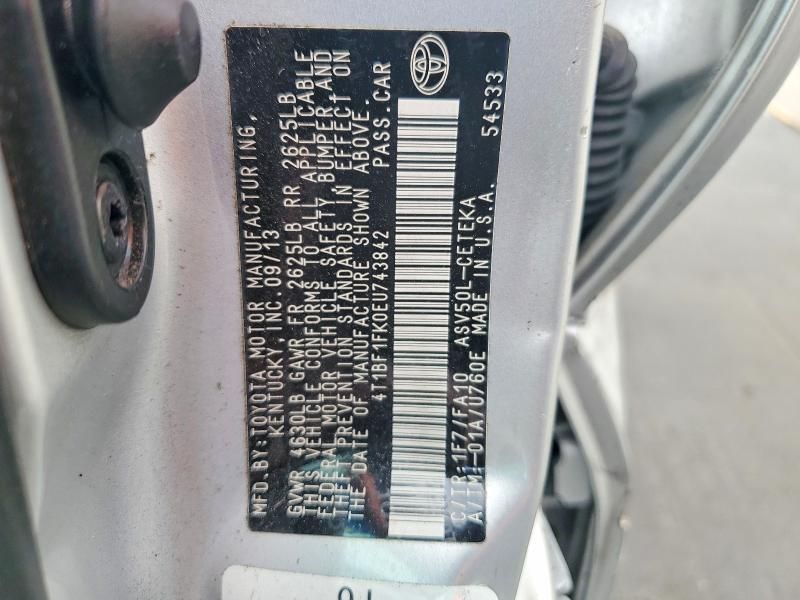 MFD.BY:TOYOTA MOTOR MANUFACTURING,
KENTUCKY, INC. 09/13
GVWR 4630LB GAWR FR 2625LB RR 2625LB
THIS VEHICLE CONFORMS TO ALL APPLICABLE
FEDERAL MOTOR VEHICLE SAFETY, BUMPER, AND
THEFT PREVENTION STANDARDS IN EFFECT ON
THE DATE OF MANUFACTURE SHOWN ABOVE.
4T1BF1FK0EU743842 PASS.CAR
C/TR:1F7/FA10 ASV50L-CETEKA
A/TM:-01A/U760E MADE IN U.S.A. 54533